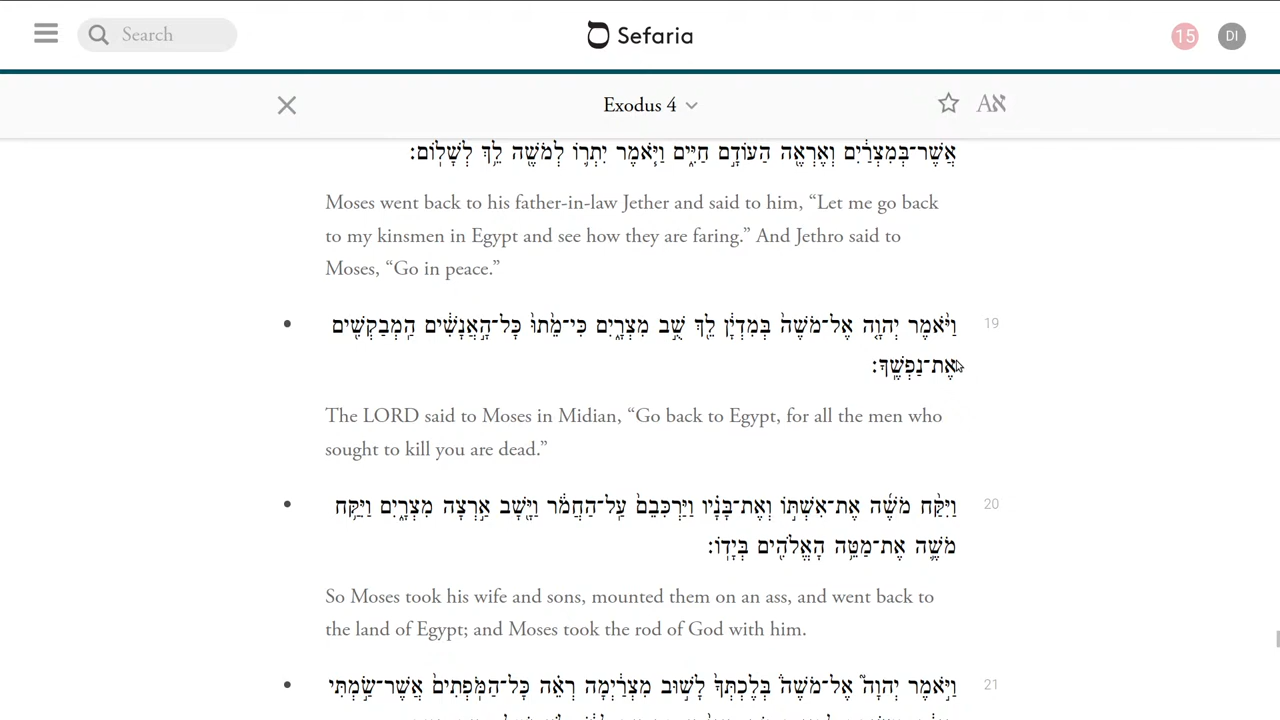 Search
Sefaria
15
DI
Exodus 4
אֲשֶׁר־בְּמִצְרַ֔יִם וְאֶרְאֶ֖ה הַעוֹדָ֣ם חַיִּ֑ים וַיֹּ֧אמֶר יִתְר֛וֹ לְמֹשֶׁ֖ה לֵ֥ךְ לְשָׁלֽוֹם׃
Moses went back to his father-in-law Jether and said to him, “Let me go back
to my kinsmen in Egypt and see how they are faring.” And Jethro said to
Moses, “Go in peace.”
וַיֹּ֨אמֶר יְהוָ֤ה אֶל־מֹשֶׁה֙ בְּמִדְיָ֔ן לֵ֖ךְ שֻׁ֣ב מִצְרָ֑יִם כִּי־מֵ֙תוּ֙ כׇּל־הָ֣אֲנָשִׁ֔ים הַֽמְבַקְשִׁ֖ים
19
אֶת־נַפְשֶֽׁךָ׃
The LORD said to Moses in Midian, “Go back to Egypt, for all the men who
sought to kill you are dead.”
וַיִּקַּ֨ח מֹשֶׁ֜ה אֶת־אִשְׁתּ֣וֹ וְאֶת־בָּנָ֗יו וַיַּרְכִּבֵם֙ עַֽל־הַחֲמֹ֔ר וַיָּ֖שׇׁב אַ֣רְצָה מִצְרָ֑יִם וַיִּקַּ֥ח
20
מֹשֶׁ֛ה אֶת־מַטֵּ֥ה הָאֱלֹהִ֖ים בְּיָדֽוֹ׃
So Moses took his wife and sons, mounted them on an ass, and went back to
the land of Egypt; and Moses took the rod of God with him.
וַיֹּ֣אמֶר יְהוָה֮ אֶל־מֹשֶׁה֒ בְּלֶכְתְּךָ֙ לָשׁ֣וּב מִצְרַ֔יְמָה רְאֵ֗ה כׇּל־הַמֹּֽפְתִים֙ אֲשֶׁר־שַׂ֣מְתִּי
21